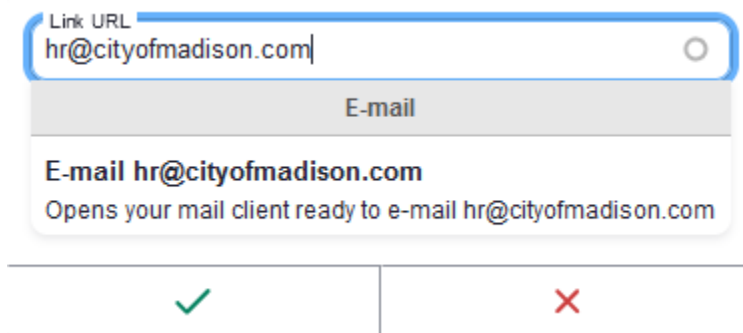 Link URL
hr@cityofmadison.com
E-mail
E-mail hr@cityofmadison.com
Opens your mail client ready to e-mail hr@cityofmadison.com